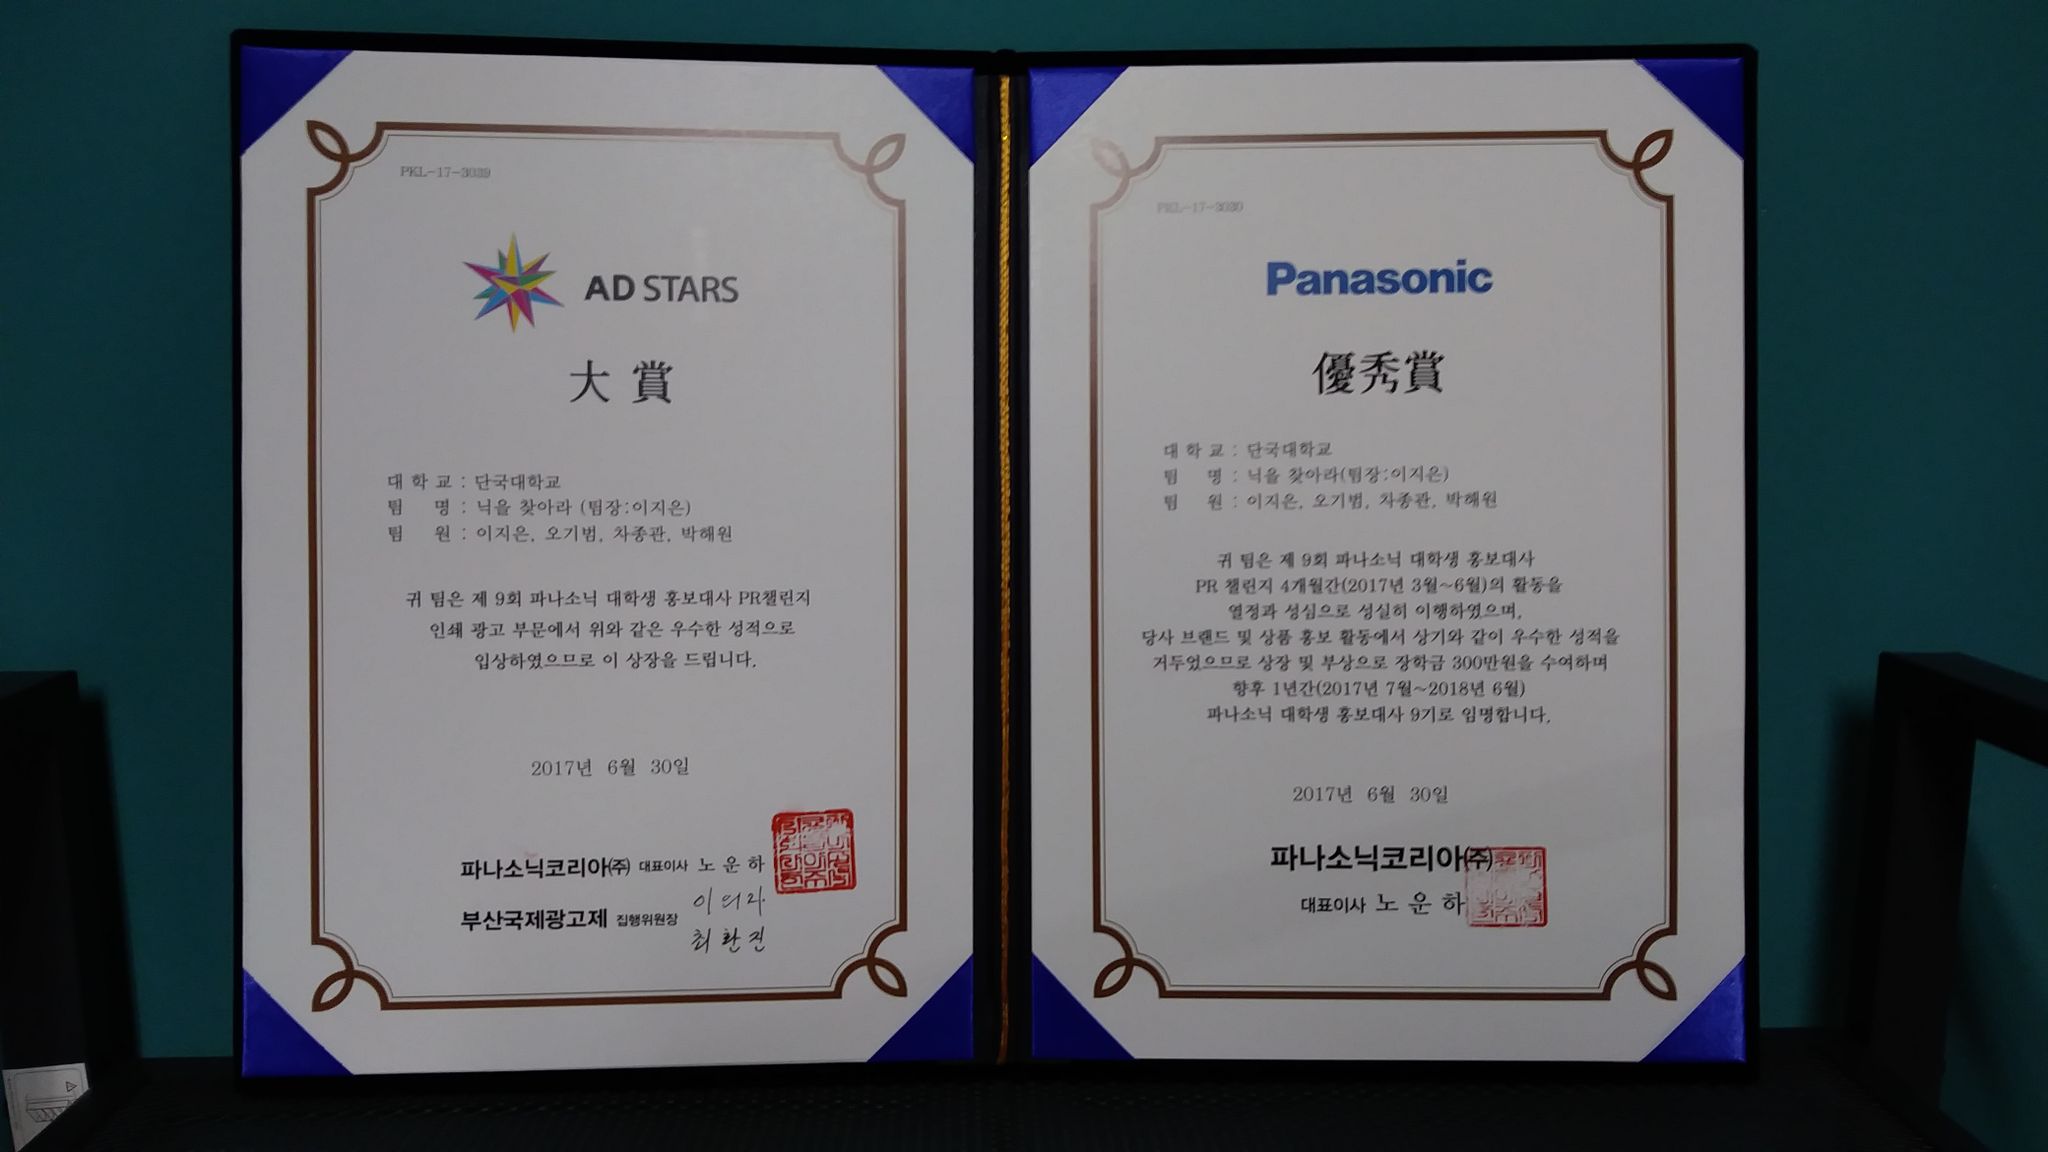 PKL-17-3039
AD STARS
大賞
대 학 교 : 단국대학교
팀 명 : 닉을 찾아라 (팀장:이지은)
팀 원 : 이지은, 오기범, 차종관, 박해원
귀 팀은 제 9회 파나소닉 대학생 홍보대사 PR챌린지
인쇄 광고 부문에서 위와 같은 우수한 성적으로
입상하였으므로 이 상장을 드립니다.
2017년 6월 30일
파나소닉코리아(주) 대표이사 노 운 하
이 의 자
부산국제광고제 집행위원장
최 환 진
PKL-17-3030
Panasonic
優秀賞
대 학 교 : 단국대학교
팀 명 : 닉을 찾아라(팀장:이지은)
팀 원 : 이지은, 오기범, 차종관, 박해원
귀 팀은 제 9회 파나소닉 대학생 홍보대사
PR 챌린지 4개월간(2017년 3월~6월)의 활동을
열정과 성심으로 성실히 이행하였으며,
당사 브랜드 및 상품 홍보 활동에서 상기와 같이 우수한 성적을
거두었으므로 상장 및 부상으로 장학금 300만원을 수여하며
향후 1년간(2017년 7월~2018년 6월)
파나소닉 대학생 홍보대사 9기로 임명합니다.
2017년 6월 30일
파나소닉코리아(주)
대표이사 노 운 하